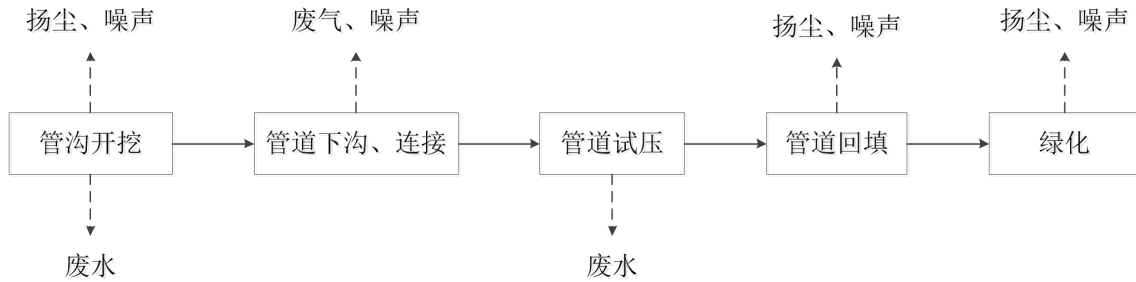 扬尘、噪声
废气、噪声
扬尘、噪声
扬尘、噪声
管沟开挖
管道下沟、连接
管道试压
管道回填
绿化
废水
废水